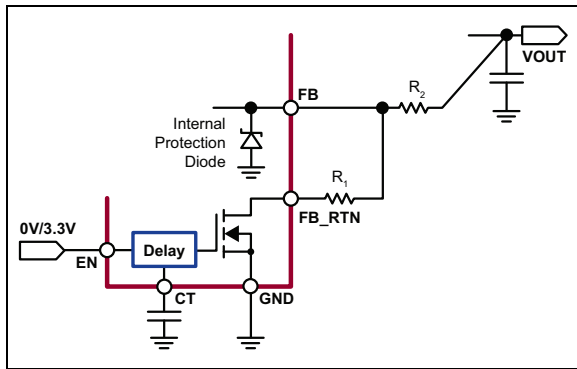 VOUT
R2
FB
Internal
Protection
Diode
R1
FB_RTN
0V/3.3V
Delay
EN
CT
GND